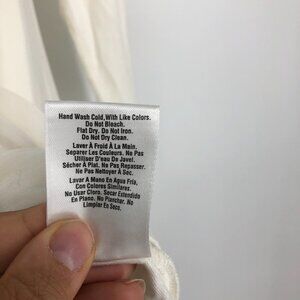 Hand Wash Cold, With Like Colors.
Do Not Bleach.
Flat Dry. Do Not Iron.
Do Not Dry Clean.
Laver À Froid À La Main.
Separer Les Couleurs. Ne Pas
Utiliser D'eau De Javel.
Sécher À Plat. Ne Pas Repasser.
Ne Pas Nettoyer À Sec.
Lavar A Mano En Agua Fría,
Con Colores Similares.
No Usar Cloro. Secar Extendido
En Plano. No Planchar. No
Limpiar En Seco.